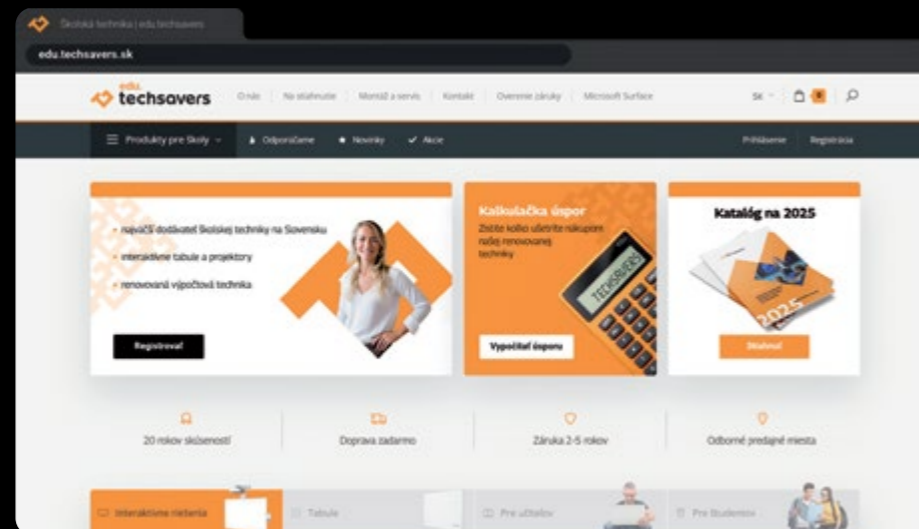 Školská technika | edu.techsavers
edu.techsavers.sk
edu.
techsavers
O nás
Na stiahnutie
Montáž a servis
Kontakt
Overenie záruky
Microsoft Surface
SK
0
Produkty pre školy
Odporúčame
Novinky
Akcie
Prihlásenie
Registrácia
najväčší dodávateľ školskej techniky na Slovensku
interaktívne tabule a projektory
renovovaná výpočtová technika
Registrovať
Kalkulačka úspor
Zistite koľko ušetríte nákupom
našej renovovanej
techniky
TECHSAVERS
Vypočítať úsporu
Katalóg na 2025
2025
Stiahnuť
20 rokov skúseností
Doprava zadarmo
Záruka 2-5 rokov
Odborné predajné miesta
Interaktívne riešenia
Tabule
Pre učiteľov
Pre študentov